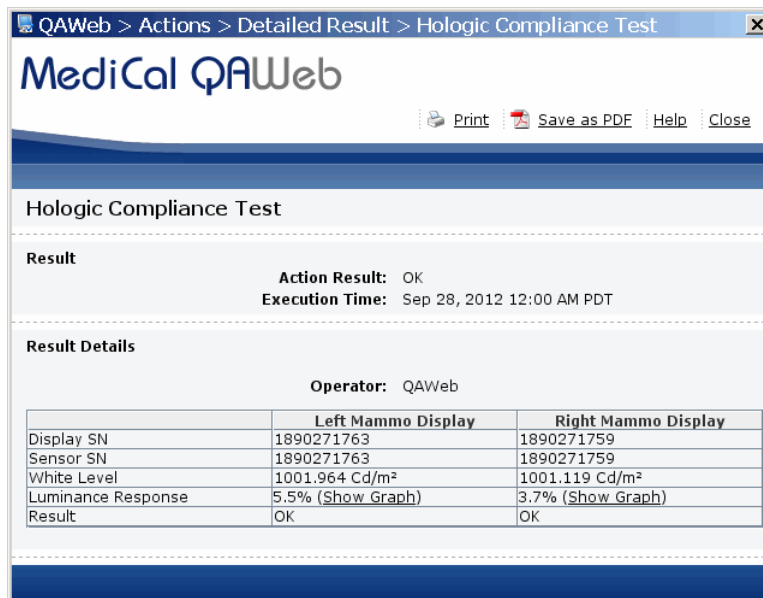 QAWeb > Actions > Detailed Result > Hologic Compliance Test
MediCal QAWeb
Print Save as PDF Help Close
Hologic Compliance Test
Result
Action Result: OK
Execution Time: Sep 28, 2012 12:00 AM PDT
Result Details
Operator: QAWeb
Left Mammo Display Right Mammo Display
Display SN 1890271763 1890271759
Sensor SN 1890271763 1890271759
White Level 1001.964 Cd/m² 1001.119 Cd/m²
Luminance Response 5.5% (Show Graph) 3.7% (Show Graph)
Result OK OK